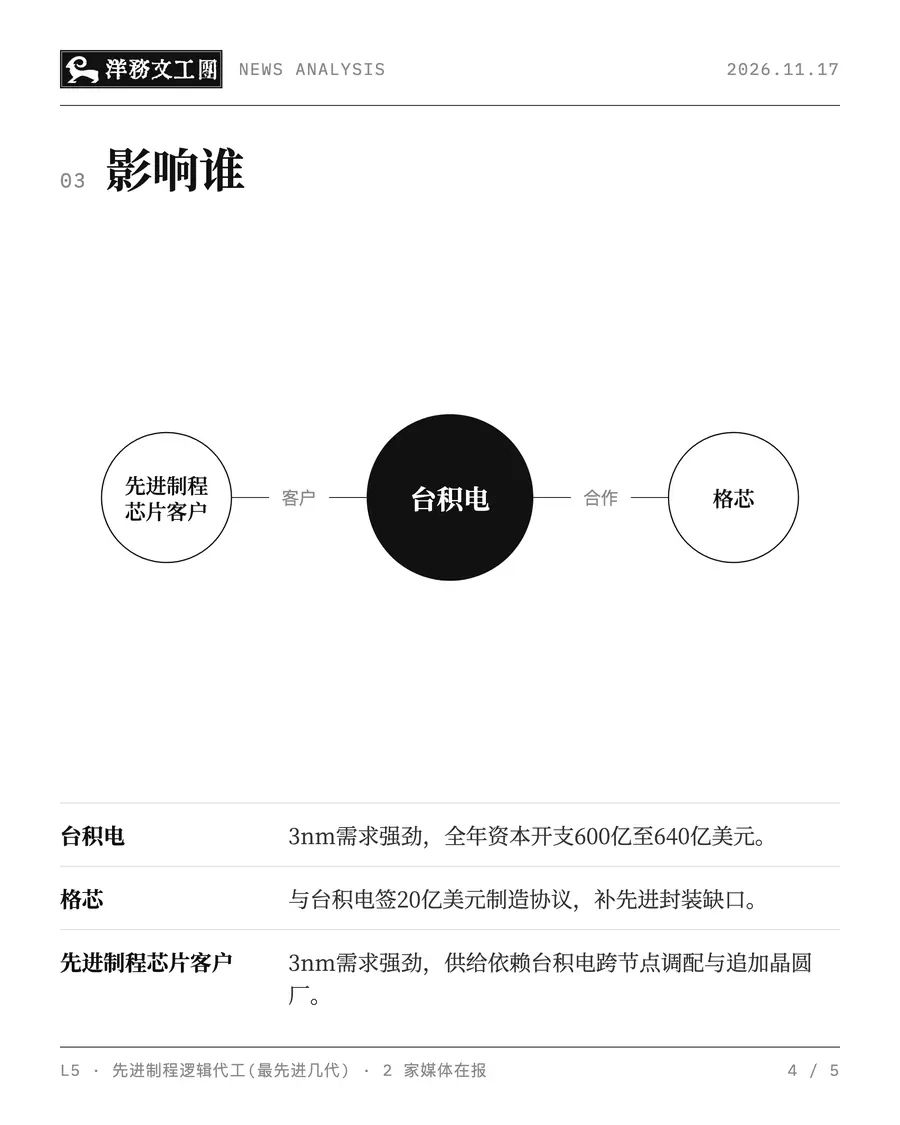 洋務文工團 NEWS ANALYSIS 2026.11.17
03 影响谁
先进制程
芯片客户
客户
台积电
合作
格芯
台积电 3nm需求强劲，全年资本开支600亿至640亿美元。
格芯 与台积电签20亿美元制造协议，补先进封装缺口。
先进制程芯片客户 3nm需求强劲，供给依赖台积电跨节点调配与追加晶圆
厂。
L5 · 先进制程逻辑代工(最先进几代) · 2 家媒体在报 4 / 5